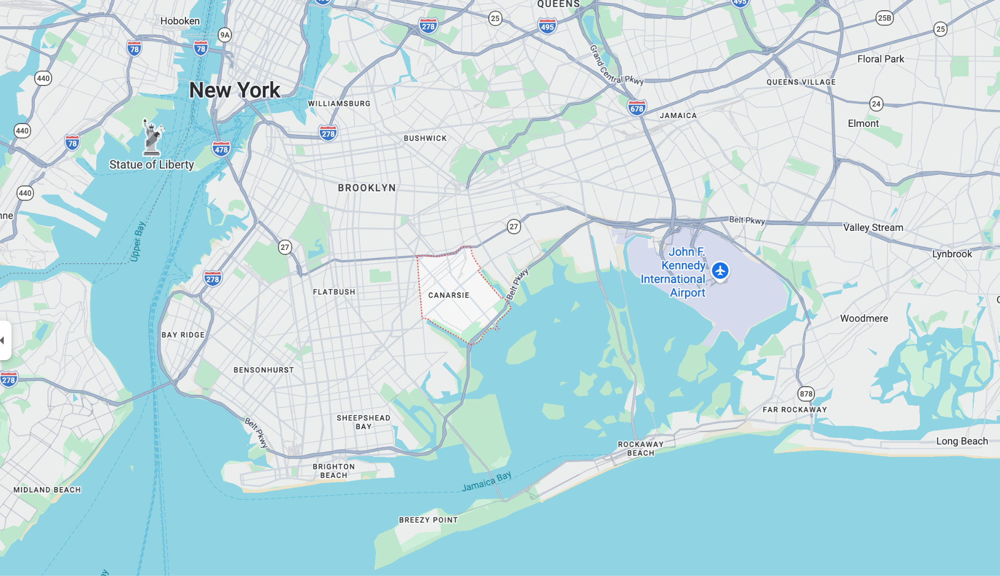 QUEENS
495
Hoboken
278
25
495
25B
25
9A
78
78
Grand Central Pkwy
Floral Park
440
QUEENS VILLAGE
New York
WILLIAMSBURG
678
24
JAMAICA
Elmont
440
278
BUSHWICK
78
478
Statue of Liberty
BROOKLYN
440
Belt Pkwy
27
Valley Stream
Upper Bay
27
John F.
Kennedy
International
Airport
Lynbrook
278
Belt Pkwy
FLATBUSH
CANARSIE
Woodmere
BAY RIDGE
BENSONHURST
278
878
FAR ROCKAWAY
SHEEPSHEAD
BAY
Belt Pkwy
ROCKAWAY
BEACH
Long Beach
BRIGHTON
BEACH
Jamaica Bay
MIDLAND BEACH
BREEZY POINT